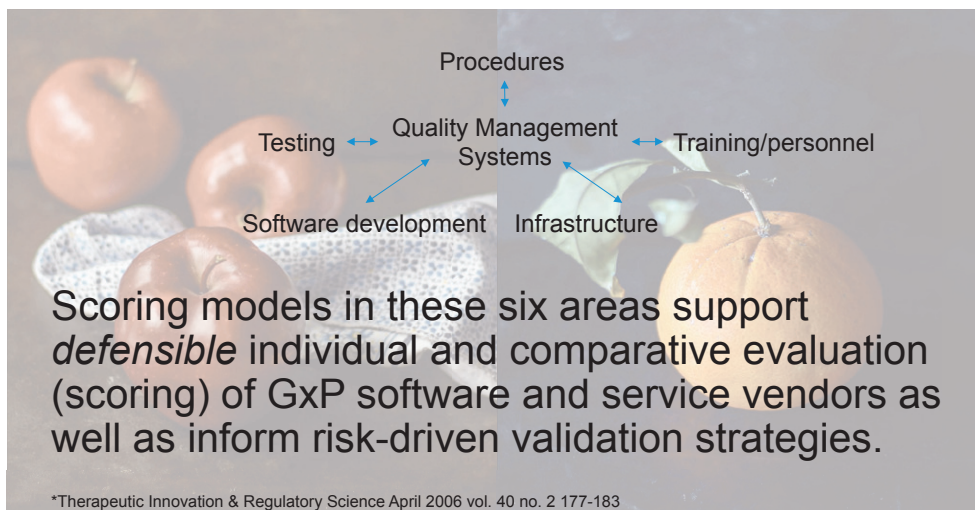 Procedures
Testing
Quality Management
Systems
Training/personnel
Software development
Infrastructure
Scoring models in these six areas support
defensible individual and comparative evaluation
(scoring) of GxP software and service vendors as
well as inform risk-driven validation strategies.
*Therapeutic Innovation & Regulatory Science April 2006 vol. 40 no. 2 177-183